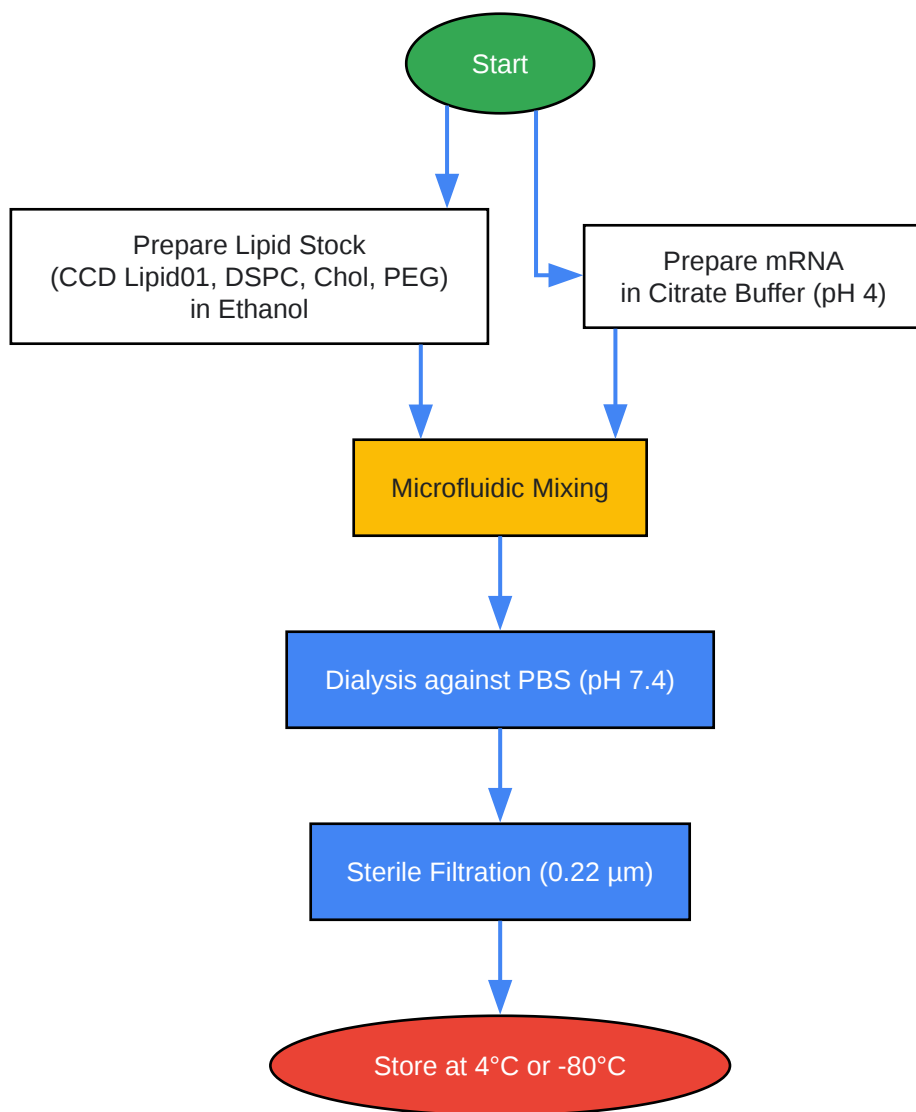 Start
Prepare Lipid Stock
(CCD Lipid01, DSPC, Chol, PEG)
in Ethanol
Prepare mRNA
in Citrate Buffer (pH 4)
Microfluidic Mixing
Dialysis against PBS (pH 7.4)
Sterile Filtration (0.22 µm)
Store at 4°C or -80°C